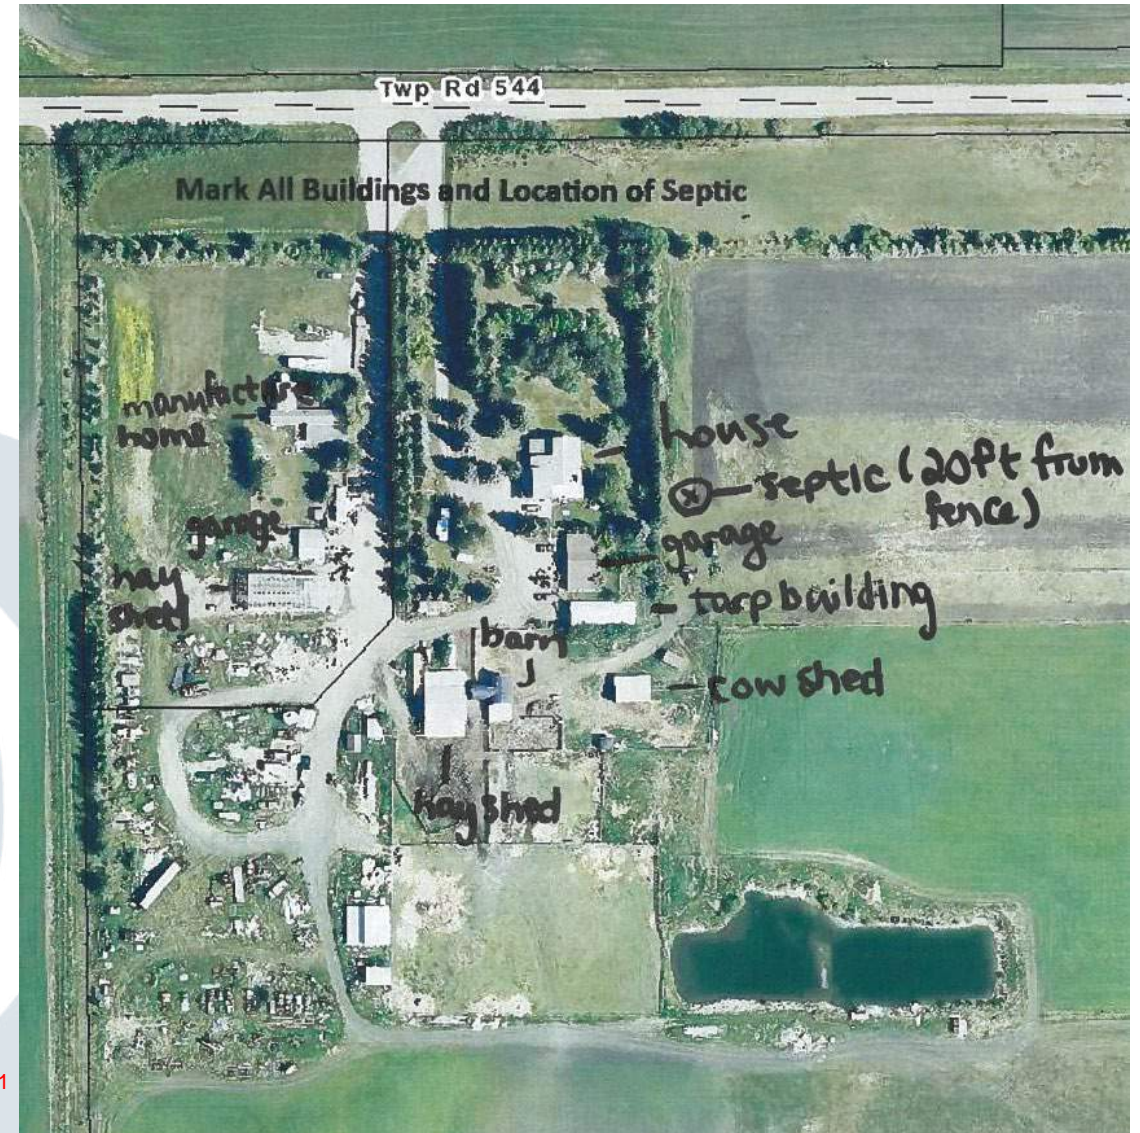 Twp Rd 544
Mark All Buildings and Location of Septic
manufacture
home
house
septic (20ft from
fence)
garage
garage
hay
shed
tarp building
barn
cow shed
hay shed
1